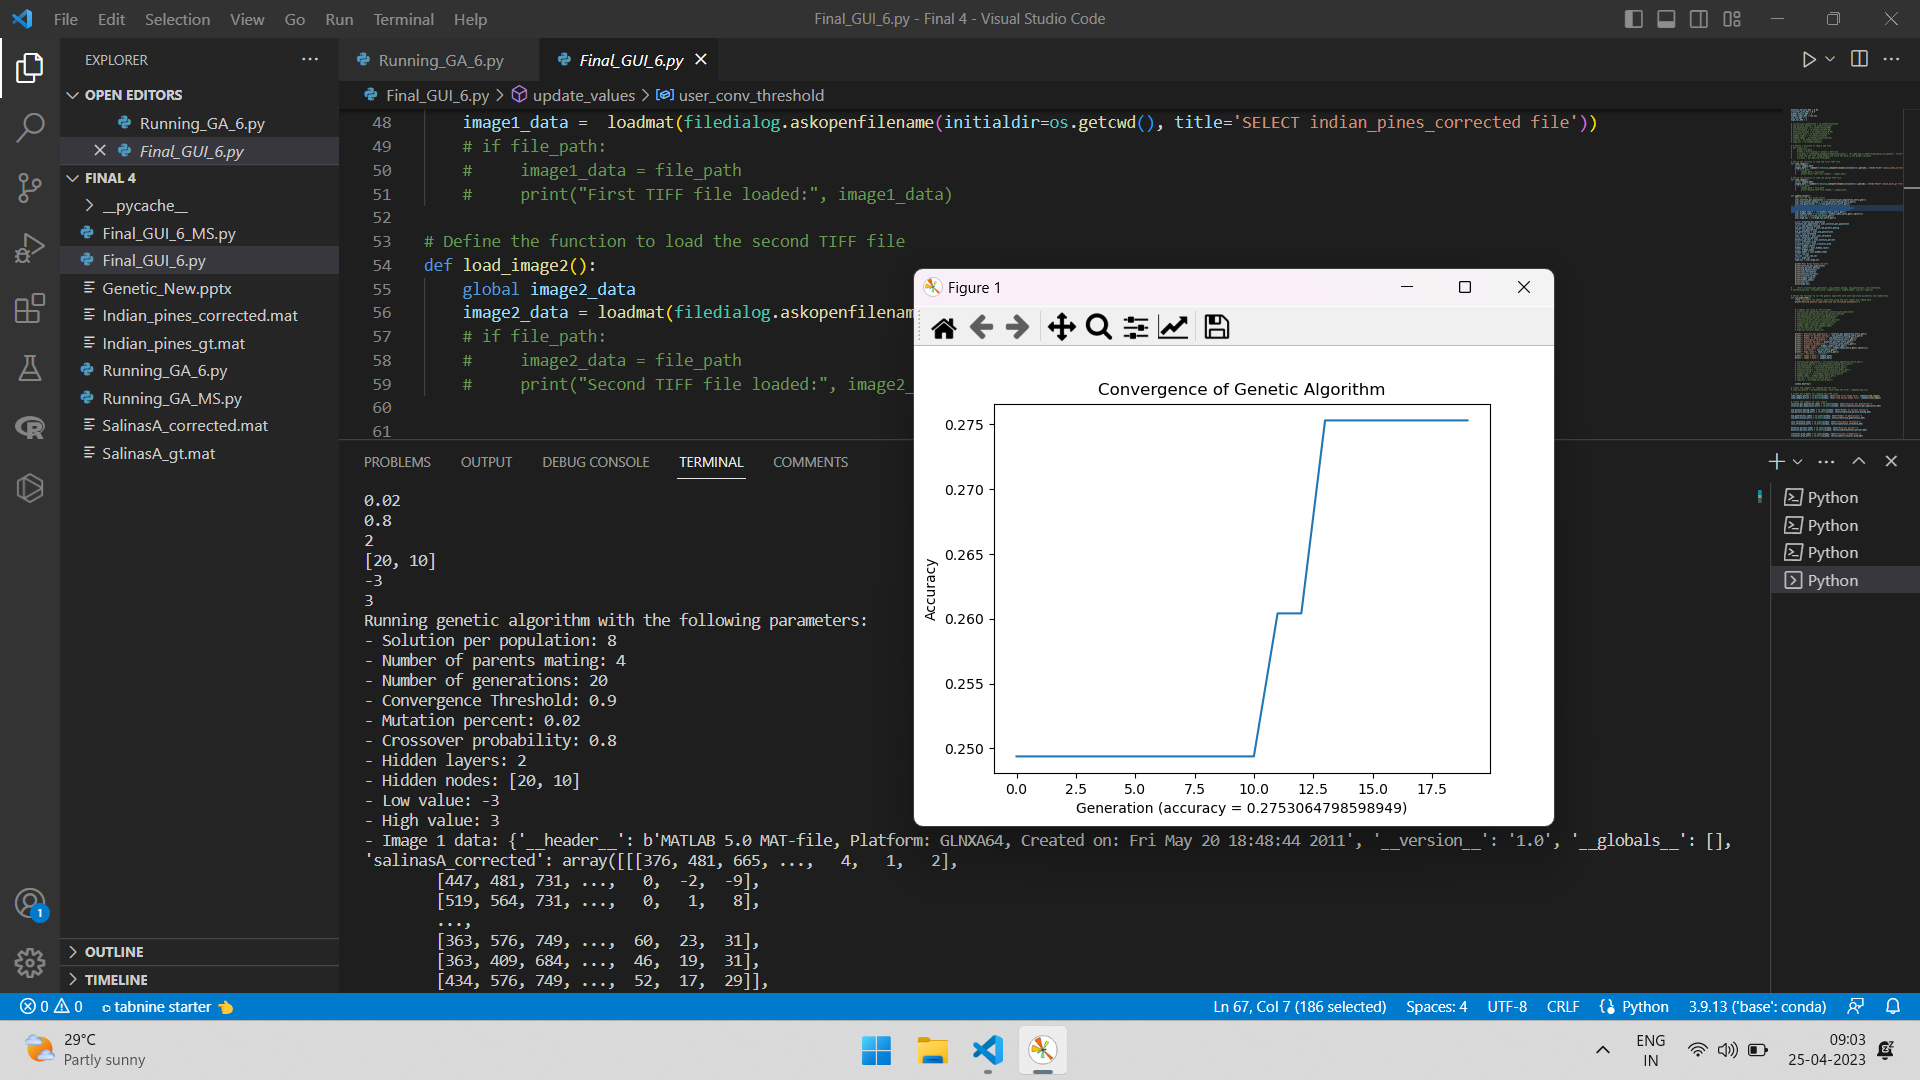 File Edit Selection View Go Run Terminal Help
Final_GUI_6.py - Final 4 - Visual Studio Code
EXPLORER
OPEN EDITORS
Running_GA_6.py
Final_GUI_6.py
FINAL 4
__pycache__
Final_GUI_6_MS.py
Final_GUI_6.py
Genetic_New.pptx
Indian_pines_corrected.mat
Indian_pines_gt.mat
Running_GA_6.py
Running_GA_MS.py
SalinasA_corrected.mat
SalinasA_gt.mat
OUTLINE
TIMELINE
Running_GA_6.py Final_GUI_6.py
Final_GUI_6.py > update_values > user_conv_threshold
48 image1_data = loadmat(filedialog.askopenfilename(initialdir=os.getcwd(), title='SELECT indian_pines_corrected file'))
49 # if file_path:
50 # image1_data = file_path
51 # print("First TIFF file loaded:", image1_data)
52
53 # Define the function to load the second TIFF file
54 def load_image2():
55 global image2_data
56 image2_data = loadmat(filedialog.askopenfilenam
57 # if file_path:
58 # image2_data = file_path
59 # print("Second TIFF file loaded:", image2_
60
61
PROBLEMS OUTPUT DEBUG CONSOLE TERMINAL COMMENTS
0.02
0.8
2
[20, 10]
-3
3
Running genetic algorithm with the following parameters:
- Solution per population: 8
- Number of parents mating: 4
- Number of generations: 20
- Convergence Threshold: 0.9
- Mutation percent: 0.02
- Crossover probability: 0.8
- Hidden layers: 2
- Hidden nodes: [20, 10]
- Low value: -3
- High value: 3
- Image 1 data: {'__header__': b'MATLAB 5.0 MAT-file, Platform: GLNXA64, Created on: Fri May 20 18:48:44 2011', '__version__': '1.0', '__globals__': [],
'salinasA_corrected': array([[[376, 481, 665, ..., 4, 1, 2],
[447, 481, 731, ..., 0, -2, -9],
[519, 564, 731, ..., 0, 1, 8],
...,
[363, 576, 749, ..., 60, 23, 31],
[363, 409, 684, ..., 46, 19, 31],
[434, 576, 749, ..., 52, 17, 29]],
Python
Python
Python
Python
Figure 1
Convergence of Genetic Algorithm
Accuracy
0.275
0.270
0.265
0.260
0.255
0.250
0.0 2.5 5.0 7.5 10.0 12.5 15.0 17.5
Generation (accuracy = 0.2753064798598949)
1
0 0 tabnine starter
Ln 67, Col 7 (186 selected) Spaces: 4 UTF-8 CRLF Python 3.9.13 ('base': conda)
29°C
Partly sunny
ENG
IN
09:03
25-04-2023